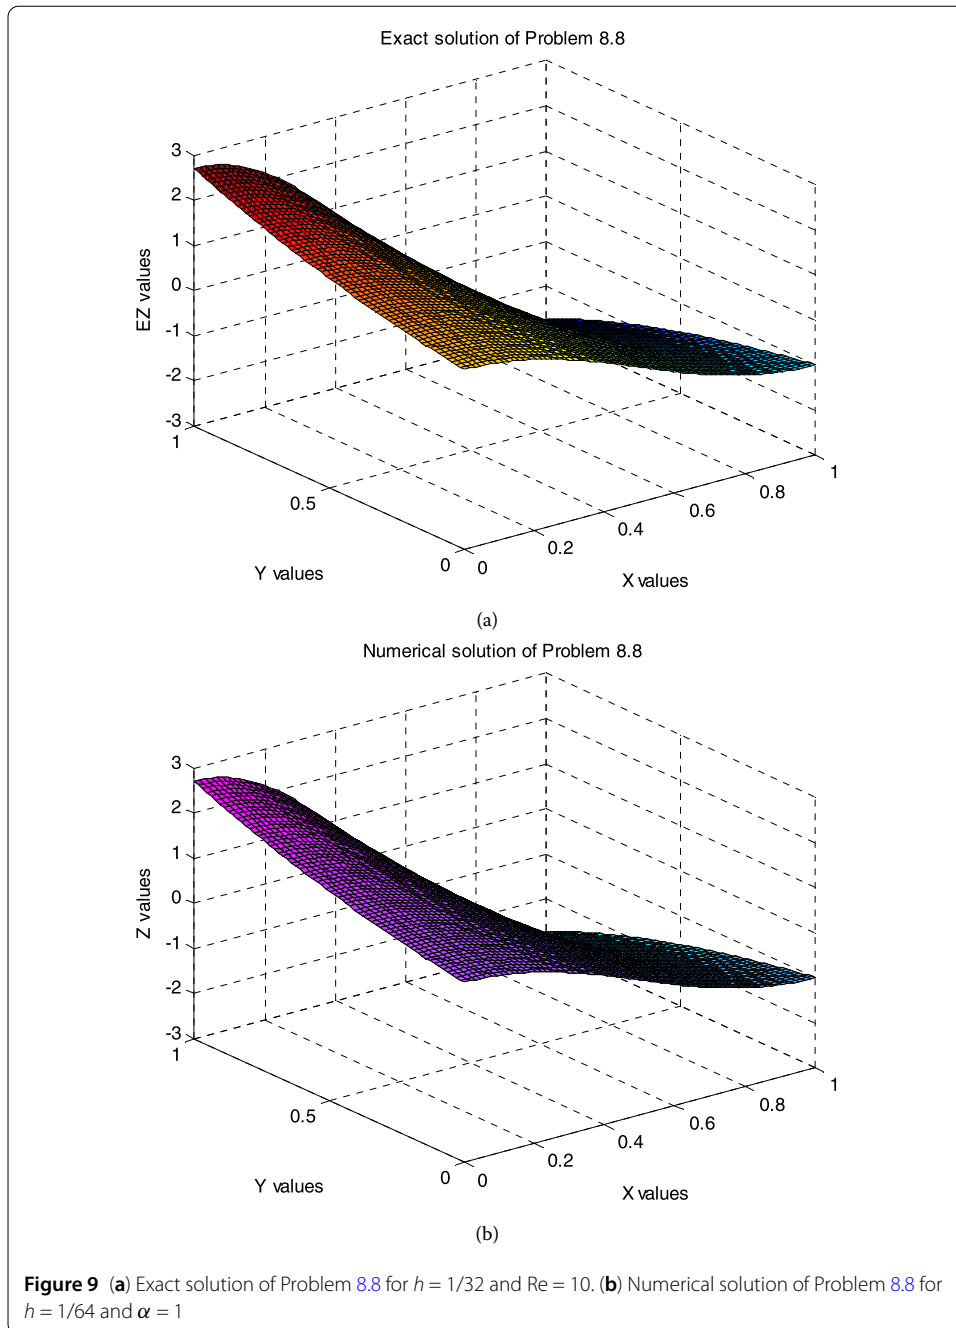 Exact solution of Problem 8.8
3
2
1
0
-1
-2
-3
EZ values
1
0.5
0
Y values
0
0.2
0.4
0.6
0.8
1
X values
(a)
Numerical solution of Problem 8.8
3
2
1
0
-1
-2
-3
Z values
1
0.5
0
Y values
0
0.2
0.4
0.6
0.8
1
X values
(b)
Figure 9 (a) Exact solution of Problem 8.8 for h = 1/32 and Re = 10. (b) Numerical solution of Problem 8.8 for
h = 1/64 and α = 1